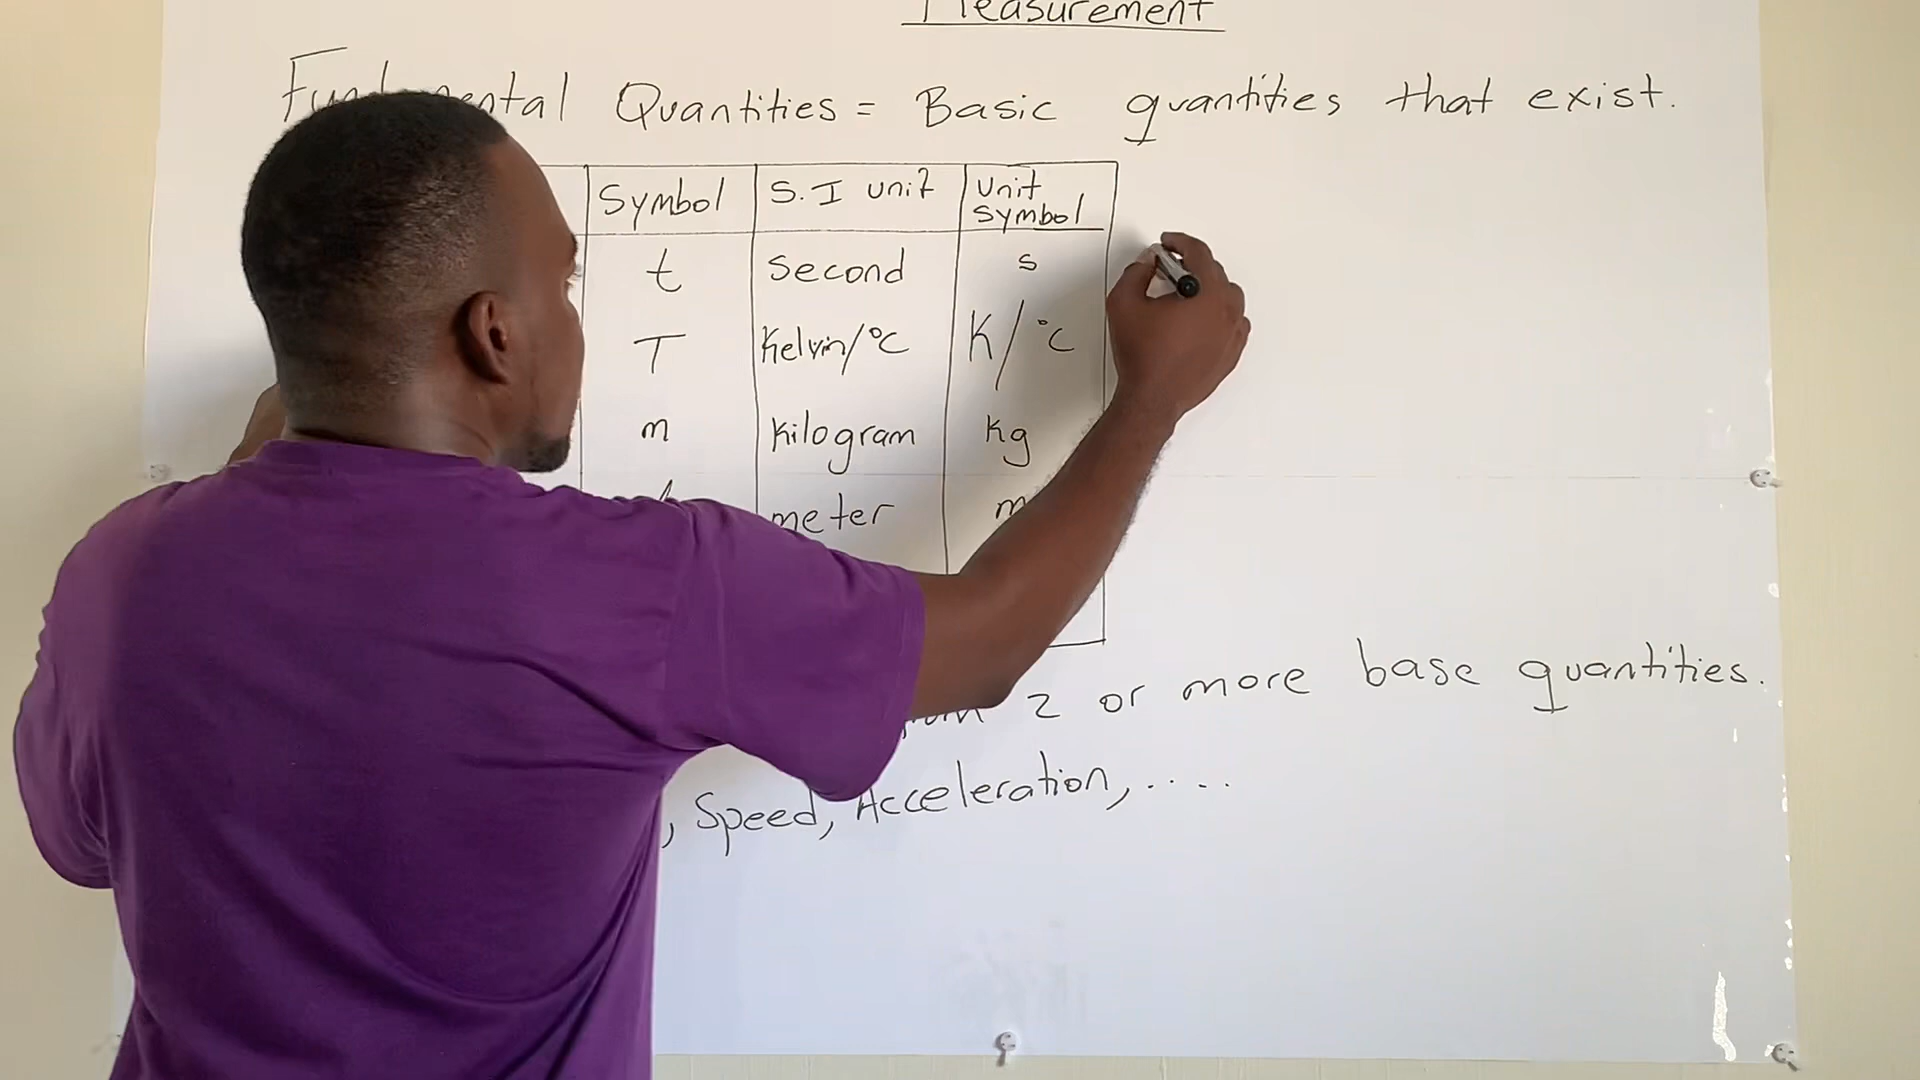 Measurement
Quantities = Basic quantities that exist.
Symbol S.I unit Unit symbol
t second s
T Kelvin/°C K/°C
m kilogram kg
meter m
2 or more base quantities.
, Speed, Acceleration, ....